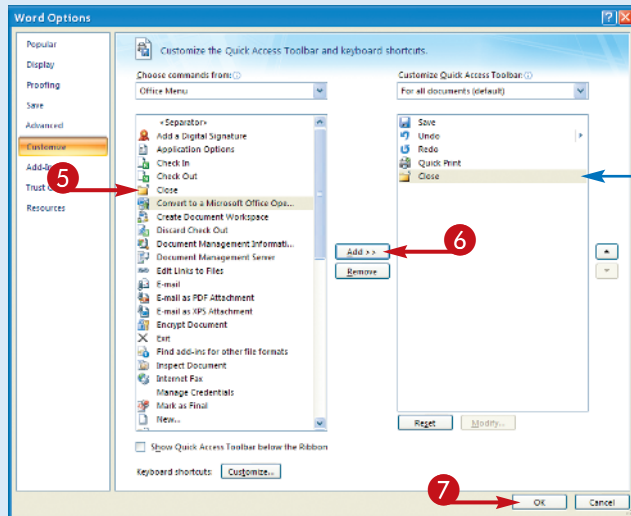 Word Options
Popular
Display
Proofing
Save
Advanced
Customize
Add-Ins
Trust
Resources
Customize the Quick Access Toolbar and keyboard shortcuts.
Choose commands from:
Office Menu
<Separator>
Add a Digital Signature
Application Options
Check In
Check Out
Close
Convert to a Microsoft Office Ope...
Create Document Workspace
Discard Check Out
Document Management Informati...
Document Management Server
Edit Links to Files
E-mail
E-mail as PDF Attachment
E-mail as XPS Attachment
Encrypt Document
Exit
Find add-ins for other file formats
Inspect Document
Internet Fax
Manage Credentials
Mark as Final
New...
5
Add >>
Remove
6
Customize Quick Access Toolbar:
For all documents (default)
Save
Undo
Redo
Quick Print
Close
Reset
Modify...
Show Quick Access Toolbar below the Ribbon
Keyboard shortcuts:
Customize...
7
OK
Cancel